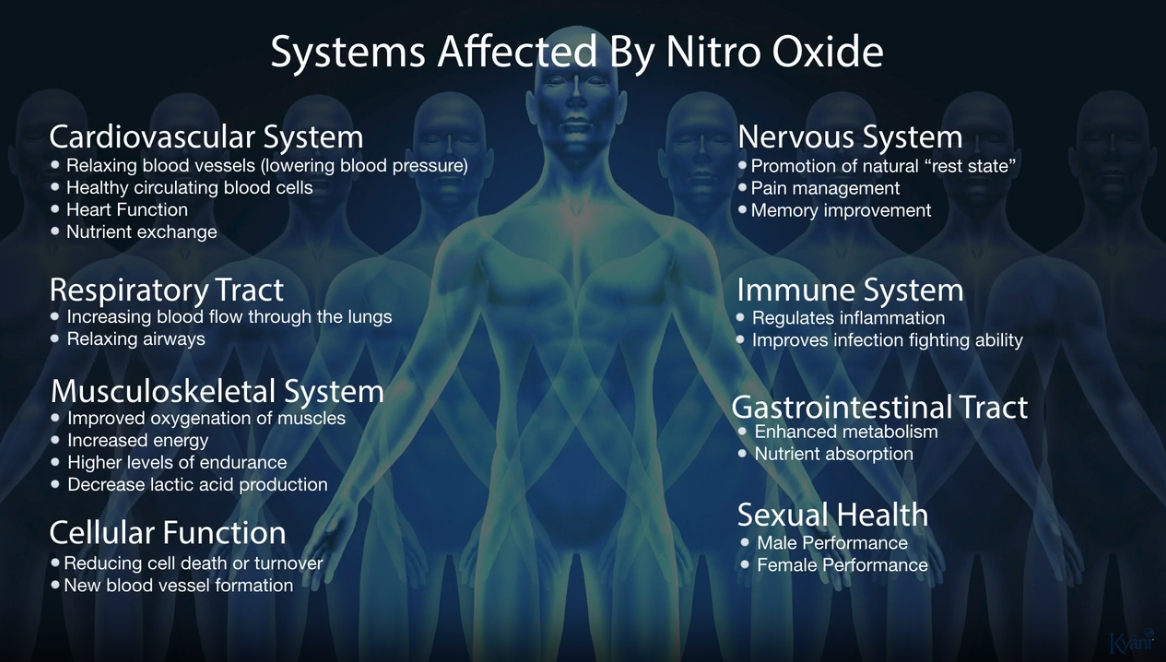 Systems Affected By Nitro Oxide
Cardiovascular System
• Relaxing blood vessels (lowering blood pressure)
• Healthy circulating blood cells
• Heart Function
• Nutrient exchange
Respiratory Tract
• Increasing blood flow through the lungs
• Relaxing airways
Musculoskeletal System
• Improved oxygenation of muscles
• Increased energy
• Higher levels of endurance
• Decrease lactic acid production
Cellular Function
• Reducing cell death or turnover
• New blood vessel formation
Nervous System
• Promotion of natural “rest state”
• Pain management
• Memory improvement
Immune System
• Regulates inflammation
• Improves infection fighting ability
Gastrointestinal Tract
• Enhanced metabolism
• Nutrient absorption
Sexual Health
• Male Performance
• Female Performance
Kyäni